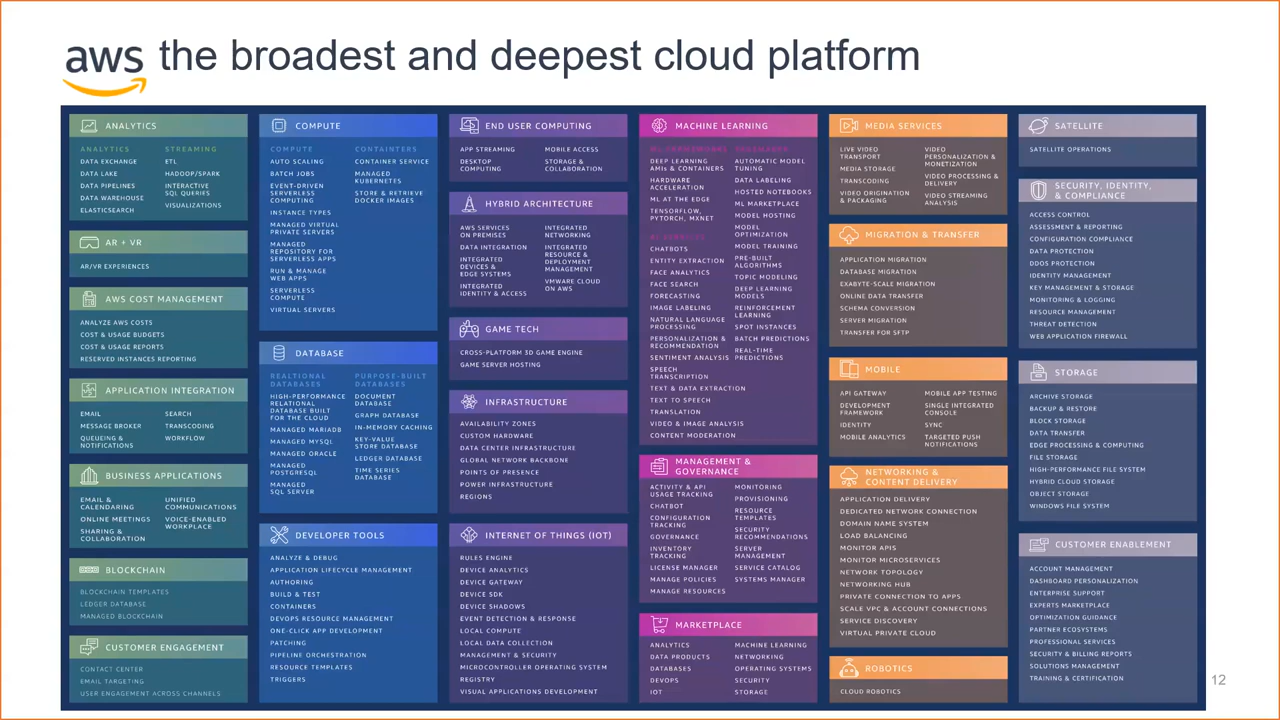 aws the broadest and deepest cloud platform
ANALYTICS
ANALYTICS
DATA EXCHANGE
DATA LAKE
DATA PIPELINES
DATA WAREHOUSE
ELASTICSEARCH
STREAMING
ETL
HADOOP/SPARK
INTERACTIVE
SQL QUERIES
VISUALIZATIONS
AR + VR
AR/VR EXPERIENCES
AWS COST MANAGEMENT
ANALYZE AWS COSTS
COST & USAGE BUDGETS
COST & USAGE REPORTS
RESERVED INSTANCES REPORTING
APPLICATION INTEGRATION
EMAIL
MESSAGE BROKER
QUEUEING &
NOTIFICATIONS
SEARCH
TRANSCODING
WORKFLOW
BUSINESS APPLICATIONS
EMAIL &
CALENDARING
ONLINE MEETINGS
SHARING &
COLLABORATION
UNIFIED
COMMUNICATIONS
VOICE-ENABLED
WORKPLACE
BLOCKCHAIN
BLOCKCHAIN TEMPLATES
LEDGER DATABASE
MANAGED BLOCKCHAIN
CUSTOMER ENGAGEMENT
CONTACT CENTER
EMAIL TARGETING
USER ENGAGEMENT ACROSS CHANNELS
COMPUTE
COMPUTE
AUTO SCALING
BATCH JOBS
EVENT-DRIVEN
SERVERLESS
COMPUTING
INSTANCE TYPES
MANAGED VIRTUAL
PRIVATE SERVERS
MANAGED
REPOSITORY FOR
SERVERLESS APPS
RUN & MANAGE
WEB APPS
SERVERLESS
COMPUTE
VIRTUAL SERVERS
CONTAINTERS
CONTAINER SERVICE
MANAGED
KUBERNETES
STORE & RETRIEVE
DOCKER IMAGES
DATABASE
REALTIONAL
DATABASES
HIGH-PERFORMANCE
RELATIONAL
DATABASE BUILT
FOR THE CLOUD
MANAGED MARIADB
MANAGED MYSQL
MANAGED ORACLE
MANAGED
POSTGRESQL
MANAGED
SQL SERVER
PURPOSE-BUILT
DATABASES
DOCUMENT
DATABASE
GRAPH DATABASE
IN-MEMORY CACHING
KEY-VALUE
STORE DATABASE
LEDGER DATABASE
TIME SERIES
DATABASE
DEVELOPER TOOLS
ANALYZE & DEBUG
APPLICATION LIFECYCLE MANAGEMENT
AUTHORING
BUILD & TEST
CONTAINERS
DEVOPS RESOURCE MANAGEMENT
ONE-CLICK APP DEVELOPMENT
PATCHING
PIPELINE ORCHESTRATION
RESOURCE TEMPLATES
TRIGGERS
END USER COMPUTING
APP STREAMING
DESKTOP
COMPUTING
MOBILE ACCESS
STORAGE &
COLLABORATION
HYBRID ARCHITECTURE
AWS SERVICES
ON PREMISES
DATA INTEGRATION
INTEGRATED
DEVICES &
EDGE SYSTEMS
INTEGRATED
IDENTITY & ACCESS
INTEGRATED
NETWORKING
INTEGRATED
RESOURCE &
DEPLOYMENT
MANAGEMENT
VMWARE CLOUD
ON AWS
GAME TECH
CROSS-PLATFORM 3D GAME ENGINE
GAME SERVER HOSTING
INFRASTRUCTURE
AVAILABILITY ZONES
CUSTOM HARDWARE
DATA CENTER INFRASTRUCTURE
GLOBAL NETWORK BACKBONE
POINTS OF PRESENCE
POWER INFRASTRUCTURE
REGIONS
INTERNET OF THINGS (IOT)
RULES ENGINE
DEVICE ANALYTICS
DEVICE GATEWAY
DEVICE SDK
DEVICE SHADOWS
EVENT DETECTION & RESPONSE
LOCAL COMPUTE
LOCAL DATA COLLECTION
MANAGEMENT & SECURITY
MICROCONTROLLER OPERATING SYSTEM
REGISTRY
VISUAL APPLICATIONS DEVELOPMENT
MACHINE LEARNING
DEEP LEARNING
AMIs & CONTAINERS
HARDWARE
ACCELERATION
ML AT THE EDGE
TENSORFLOW,
PYTORCH, MXNET
CHATBOTS
ENTITY EXTRACTION
FACE ANALYTICS
FACE SEARCH
FORECASTING
IMAGE LABELING
NATURAL LANGUAGE
PROCESSING
PERSONALIZATION &
RECOMMENDATION
SENTIMENT ANALYSIS
SPEECH
TRANSCRIPTION
TEXT & DATA EXTRACTION
TEXT TO SPEECH
TRANSLATION
VIDEO & IMAGE ANALYSIS
CONTENT MODERATION
AUTOMATIC MODEL
TUNING
DATA LABELING
HOSTED NOTEBOOKS
ML MARKETPLACE
MODEL HOSTING
MODEL
OPTIMIZATION
MODEL TRAINING
PRE-BUILT
ALGORITHMS
TOPIC MODELING
DEEP LEARNING
MODELS
REINFORCEMENT
LEARNING
SPOT INSTANCES
BATCH PREDICTIONS
REAL-TIME
PREDICTIONS
MANAGEMENT &
GOVERNANCE
ACTIVITY & API
USAGE TRACKING
CHATBOT
CONFIGURATION
TRACKING
GOVERNANCE
INVENTORY
TRACKING
LICENSE MANAGER
MANAGE POLICIES
MANAGE RESOURCES
MONITORING
PROVISIONING
RESOURCE
TEMPLATES
SECURITY
RECOMMENDATIONS
SERVER
MANAGEMENT
SERVICE CATALOG
SYSTEMS MANAGER
MARKETPLACE
ANALYTICS
DATA PRODUCTS
DATABASES
DEVOPS
IOT
MACHINE LEARNING
NETWORKING
OPERATING SYSTEMS
SECURITY
STORAGE
MEDIA SERVICES
LIVE VIDEO
TRANSPORT
MEDIA STORAGE
TRANSCODING
VIDEO ORIGINATION
& PACKAGING
VIDEO
PERSONALIZATION &
MONETIZATION
VIDEO PROCESSING &
DELIVERY
VIDEO STREAMING
ANALYSIS
MIGRATION & TRANSFER
APPLICATION MIGRATION
DATABASE MIGRATION
EXABYTE-SCALE MIGRATION
ONLINE DATA TRANSFER
SCHEMA CONVERSION
SERVER MIGRATION
TRANSFER FOR SFTP
MOBILE
API GATEWAY
DEVELOPMENT
FRAMEWORK
IDENTITY
MOBILE ANALYTICS
MOBILE APP TESTING
SINGLE INTEGRATED
CONSOLE
SYNC
TARGETED PUSH
NOTIFICATIONS
NETWORKING &
CONTENT DELIVERY
APPLICATION DELIVERY
DEDICATED NETWORK CONNECTION
DOMAIN NAME SYSTEM
LOAD BALANCING
MONITOR APIS
MONITOR MICROSERVICES
NETWORK TOPOLOGY
NETWORKING HUB
PRIVATE CONNECTION TO APPS
SCALE VPC & ACCOUNT CONNECTIONS
SERVICE DISCOVERY
VIRTUAL PRIVATE CLOUD
ROBOTICS
CLOUD ROBOTICS
SATELLITE
SATELLITE OPERATIONS
SECURITY, IDENTITY,
& COMPLIANCE
ACCESS CONTROL
ASSESSMENT & REPORTING
CONFIGURATION COMPLIANCE
DATA PROTECTION
DDOS PROTECTION
IDENTITY MANAGEMENT
KEY MANAGEMENT & STORAGE
MONITORING & LOGGING
RESOURCE MANAGEMENT
THREAT DETECTION
WEB APPLICATION FIREWALL
STORAGE
ARCHIVE STORAGE
BACKUP & RESTORE
BLOCK STORAGE
DATA TRANSFER
EDGE PROCESSING & COMPUTING
FILE STORAGE
HIGH-PERFORMANCE FILE SYSTEM
HYBRID CLOUD STORAGE
OBJECT STORAGE
WINDOWS FILE SYSTEM
CUSTOMER ENABLEMENT
ACCOUNT MANAGEMENT
DASHBOARD PERSONALIZATION
ENTERPRISE SUPPORT
EXPERTS MARKETPLACE
OPTIMIZATION GUIDANCE
PARTNER ECOSYSTEMS
PROFESSIONAL SERVICES
SECURITY & BILLING REPORTS
SOLUTIONS MANAGEMENT
TRAINING & CERTIFICATION
12